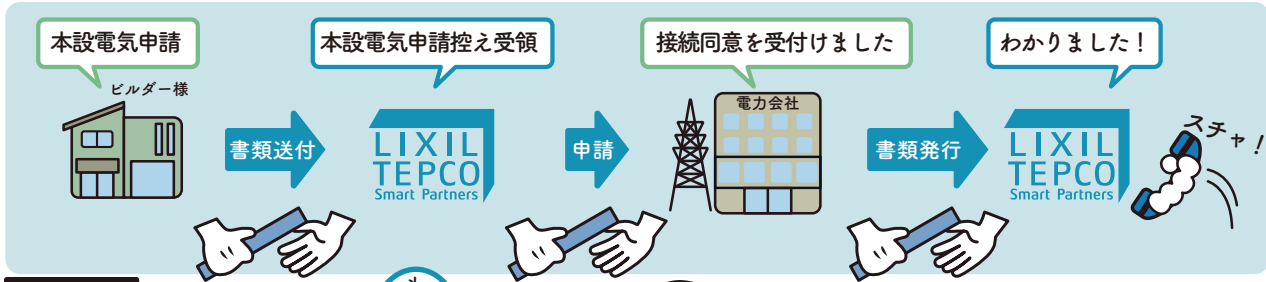 本設電気申請
本設電気申請控え受領
接続同意を受付けました
わかりました！
ビルダー様
電力会社
スチャ！
書類送付
LIXIL
TEPCO
Smart Partners
申請
書類発行
LIXIL
TEPCO
Smart Partners